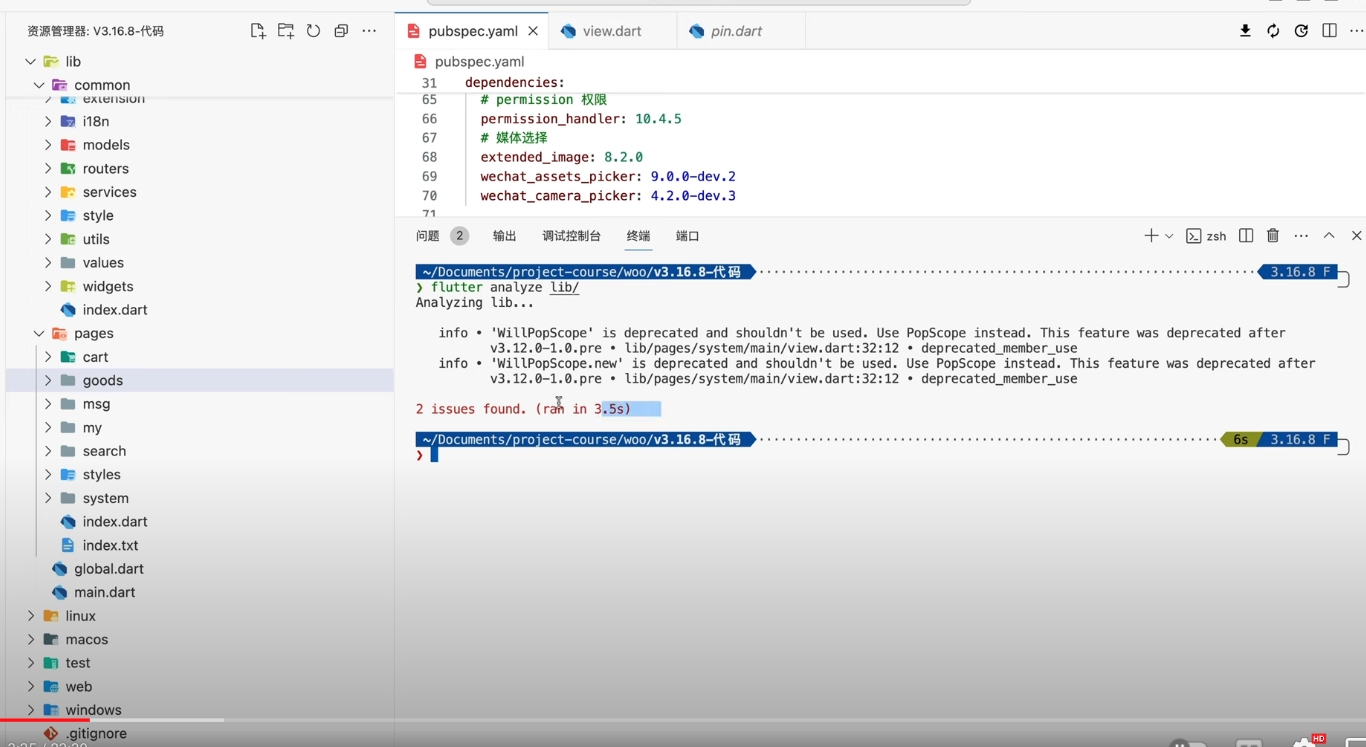 资源管理器: V3.16.8-代码
lib
common
extension
i18n
models
routers
services
style
utils
values
widgets
index.dart
pages
cart
goods
msg
my
search
styles
system
index.dart
index.txt
global.dart
main.dart
linux
macos
test
web
windows
.gitignore
pubspec.yaml
view.dart
pin.dart
pubspec.yaml
31 dependencies:
65 # permission 权限
66 permission_handler: 10.4.5
67 # 媒体选择
68 extended_image: 8.2.0
69 wechat_assets_picker: 9.0.0-dev.2
70 wechat_camera_picker: 4.2.0-dev.3
71
问题 2 输出 调试控制台 终端 端口 zsh
~/Documents/project-course/woo/v3.16.8-代码 3.16.8 F
❯ flutter analyze lib/
Analyzing lib...
info • 'WillPopScope' is deprecated and shouldn't be used. Use PopScope instead. This feature was deprecated after
v3.12.0-1.0.pre • lib/pages/system/main/view.dart:32:12 • deprecated_member_use
info • 'WillPopScope.new' is deprecated and shouldn't be used. Use PopScope instead. This feature was deprecated after
v3.12.0-1.0.pre • lib/pages/system/main/view.dart:32:12 • deprecated_member_use
2 issues found. (ran in 3.5s)
~/Documents/project-course/woo/v3.16.8-代码 6s 3.16.8 F
❯
HD